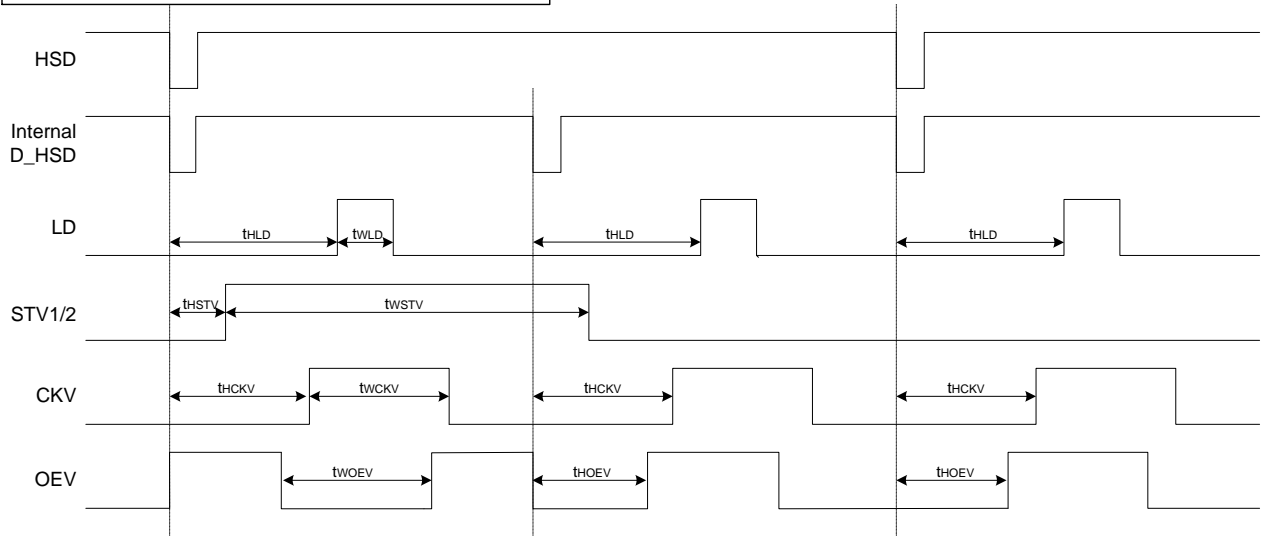 HSD
Internal
D_HSD
LD
tHLD
tWLD
tHLD
tHLD
STV1/2
tHSTV
tWSTV
CKV
tHCKV
tWCKV
tHCKV
tHCKV
OEV
tWOEV
tHOEV
tHOEV